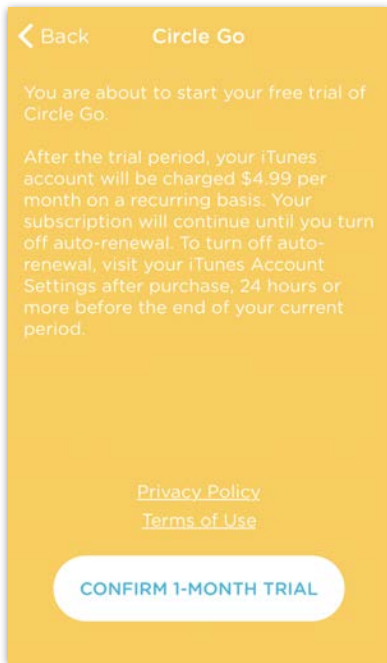 Back Circle Go
You are about to start your free trial of
Circle Go.
After the trial period, your iTunes
account will be charged $4.99 per
month on a recurring basis. Your
subscription will continue until you turn
off auto-renewal. To turn off auto-
renewal, visit your iTunes Account
Settings after purchase, 24 hours or
more before the end of your current
period.
Privacy Policy
Terms of Use
CONFIRM 1-MONTH TRIAL